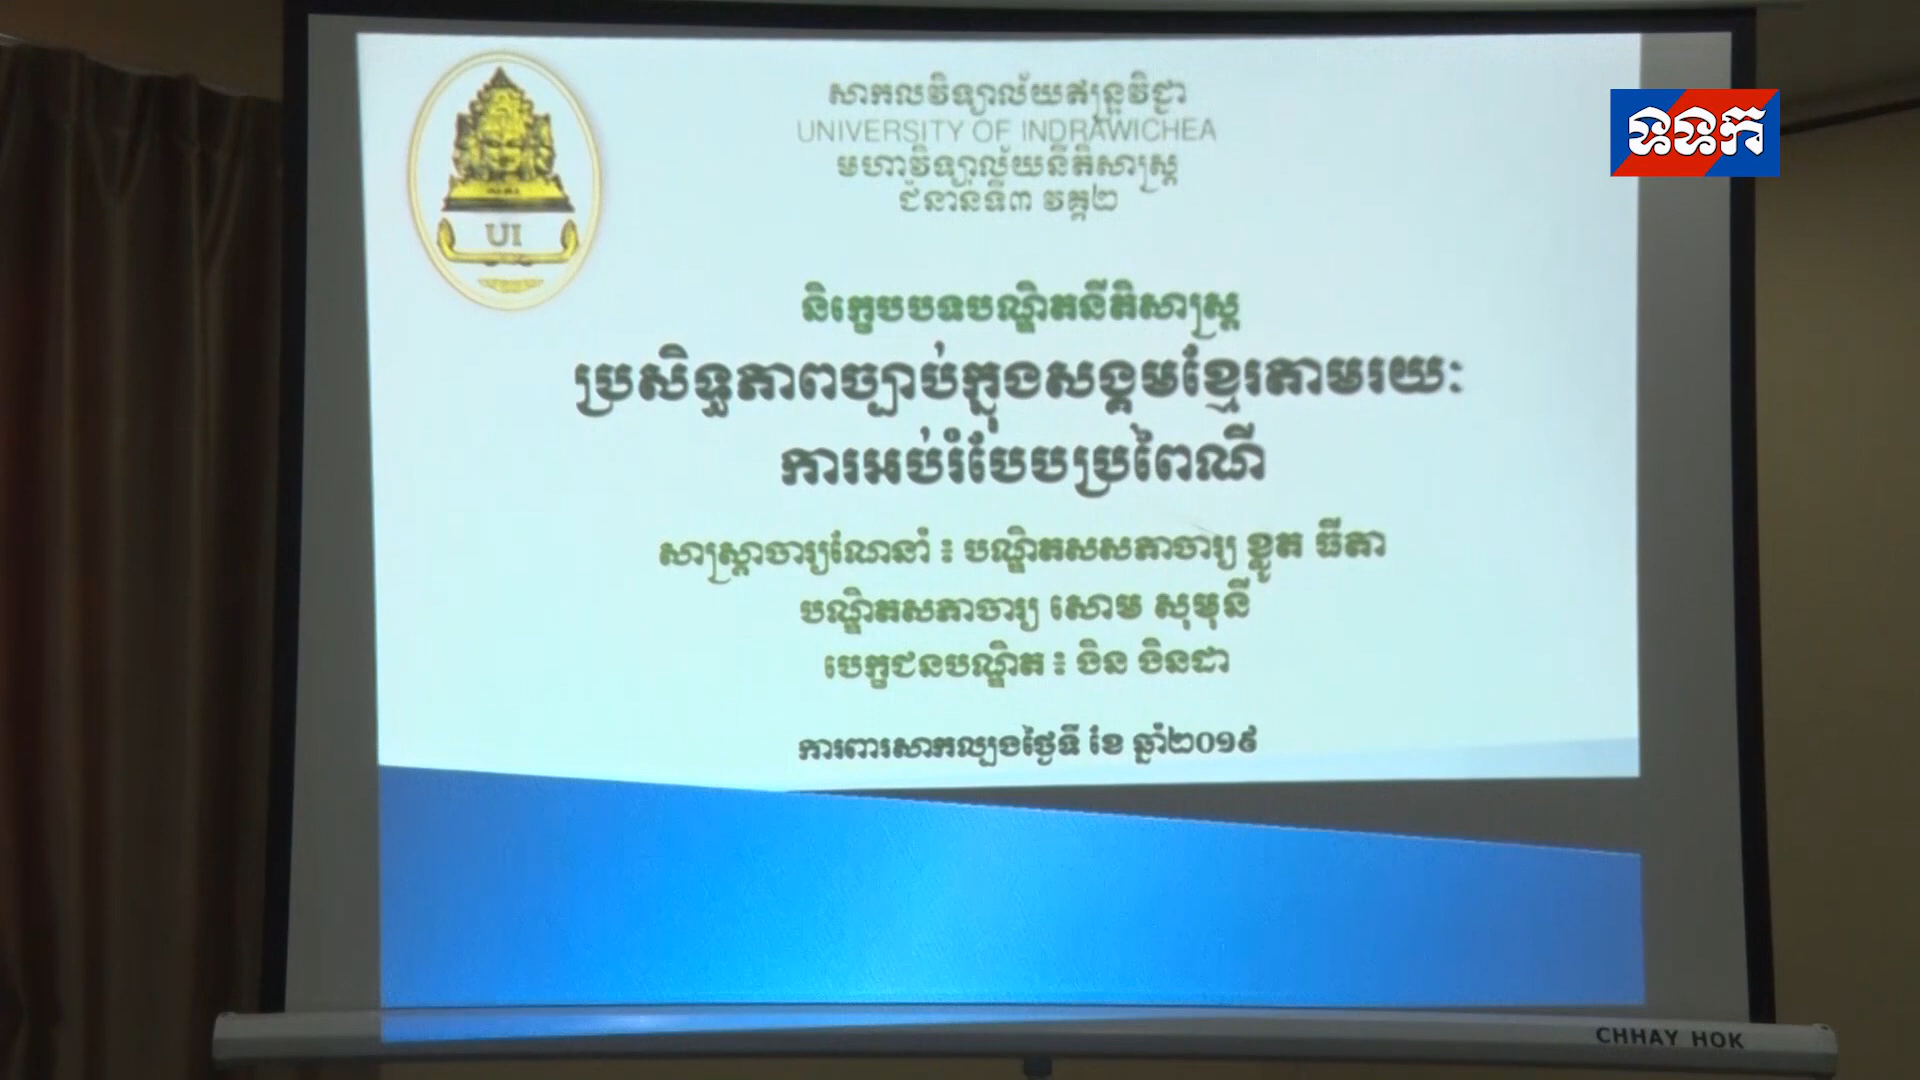 សាកលវិទ្យាល័យឥន្ទ្រវិជ្ជា
UNIVERSITY OF INDRAWICHEA
មហាវិទ្យាល័យនីតិសាស្ត្រ
ជំនាន់ទី៣ វគ្គ២
UI
ទទក
និក្ខេបបទបណ្ឌិតនីតិសាស្ត្រ
ប្រសិទ្ធភាពច្បាប់ក្នុងសង្គមខ្មែរតាមរយៈ
ការអប់រំបែបប្រពៃណី
សាស្ត្រាចារ្យណែនាំ ៖ បណ្ឌិតសភាចារ្យ ខ្លូត ធីតា
បណ្ឌិតសភាចារ្យ សោម សុមុនី
បេក្ខជនបណ្ឌិត ៖ ងិន ងិនដា
ការពារសាកល្បងថ្ងៃទី ខែ ឆ្នាំ២០១៩
CHHAY HOK